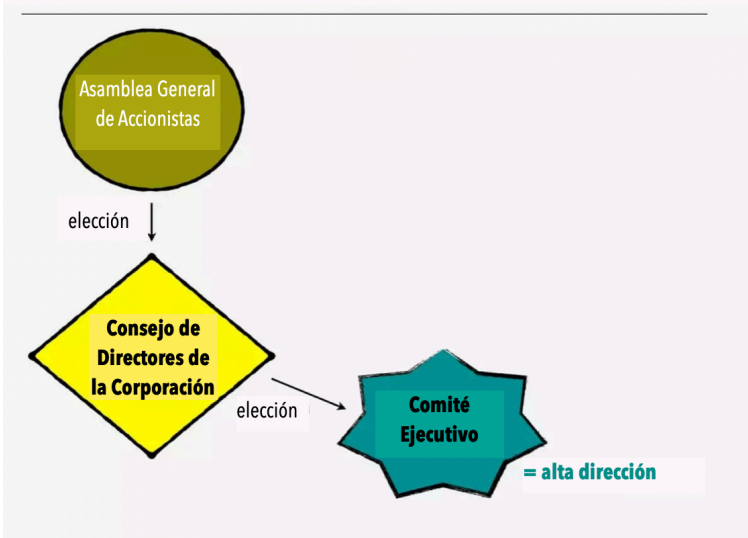 Asamblea General
de Accionistas
elección
Consejo de
Directores de
la Corporación
elección
Comité
Ejecutivo
= alta dirección